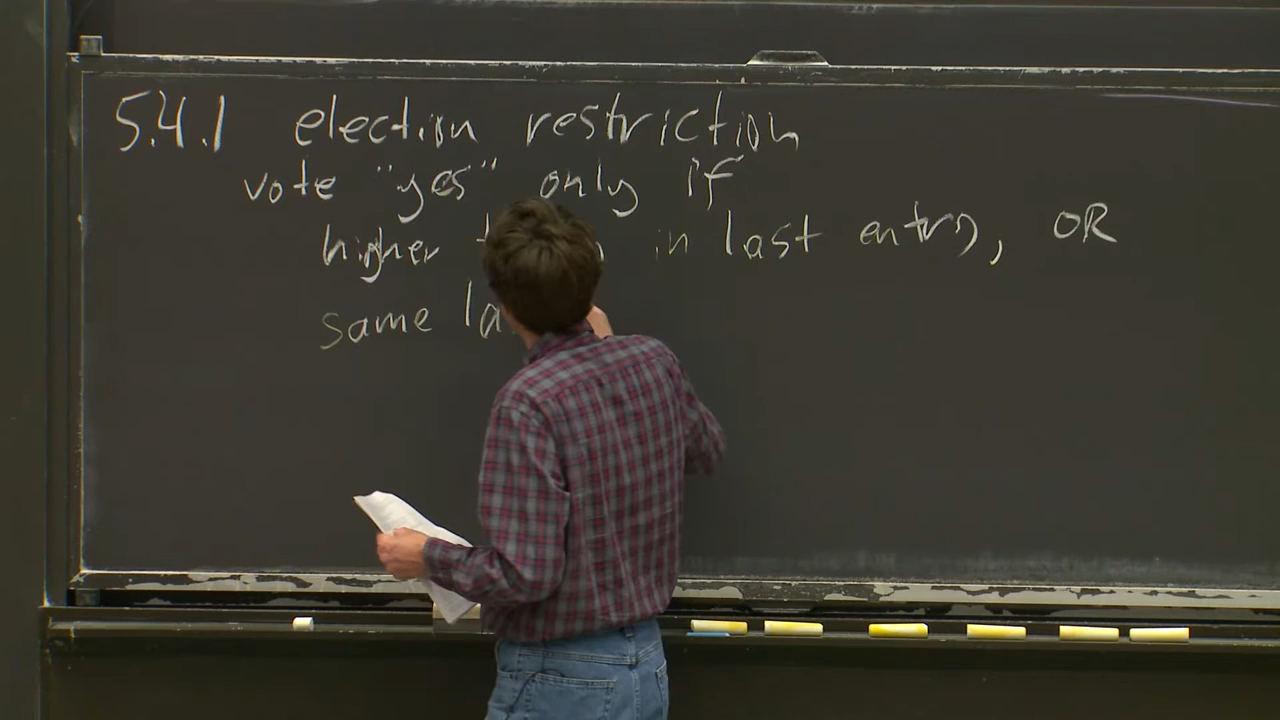 5.4.1 election restriction
vote "yes" only if
higher in last entry, OR
same